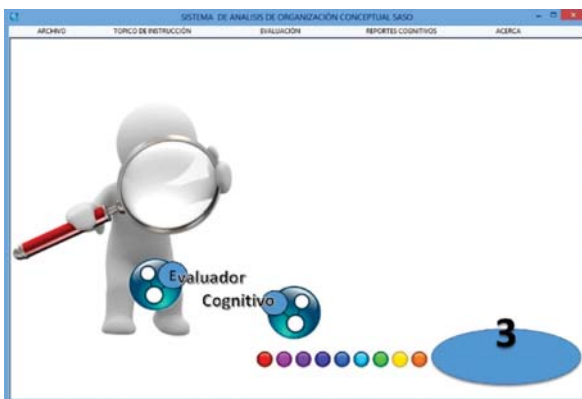 SISTEMA DE ANALISIS DE ORGANIZACIÓN CONCEPTUAL SASO
ARCHIVO TOPICO DE INSTRUCCIÓN EVALUACIÓN REPORTES COGNITIVOS ACERCA
Evaluador
Cognitivo
3